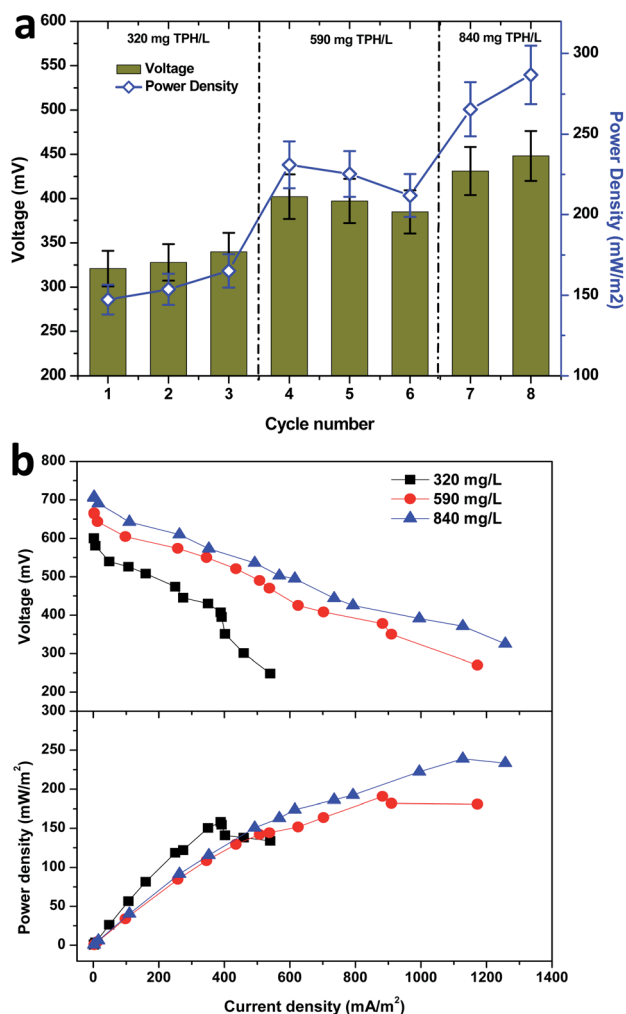 a
320 mg TPH/L 590 mg TPH/L 840 mg TPH/L
Voltage
Power Density
600
550
500
450
400
350
300
250
200
Voltage (mV)
300
250
200
150
100
Power Density (mW/m2)
1 2 3 4 5 6 7 8
Cycle number
b
320 mg/L
590 mg/L
840 mg/L
800
700
600
500
400
300
200
300
Voltage (mV)
250
200
150
100
50
0
Power density (mW/m²)
0 200 400 600 800 1000 1200 1400
Current density (mA/m²)